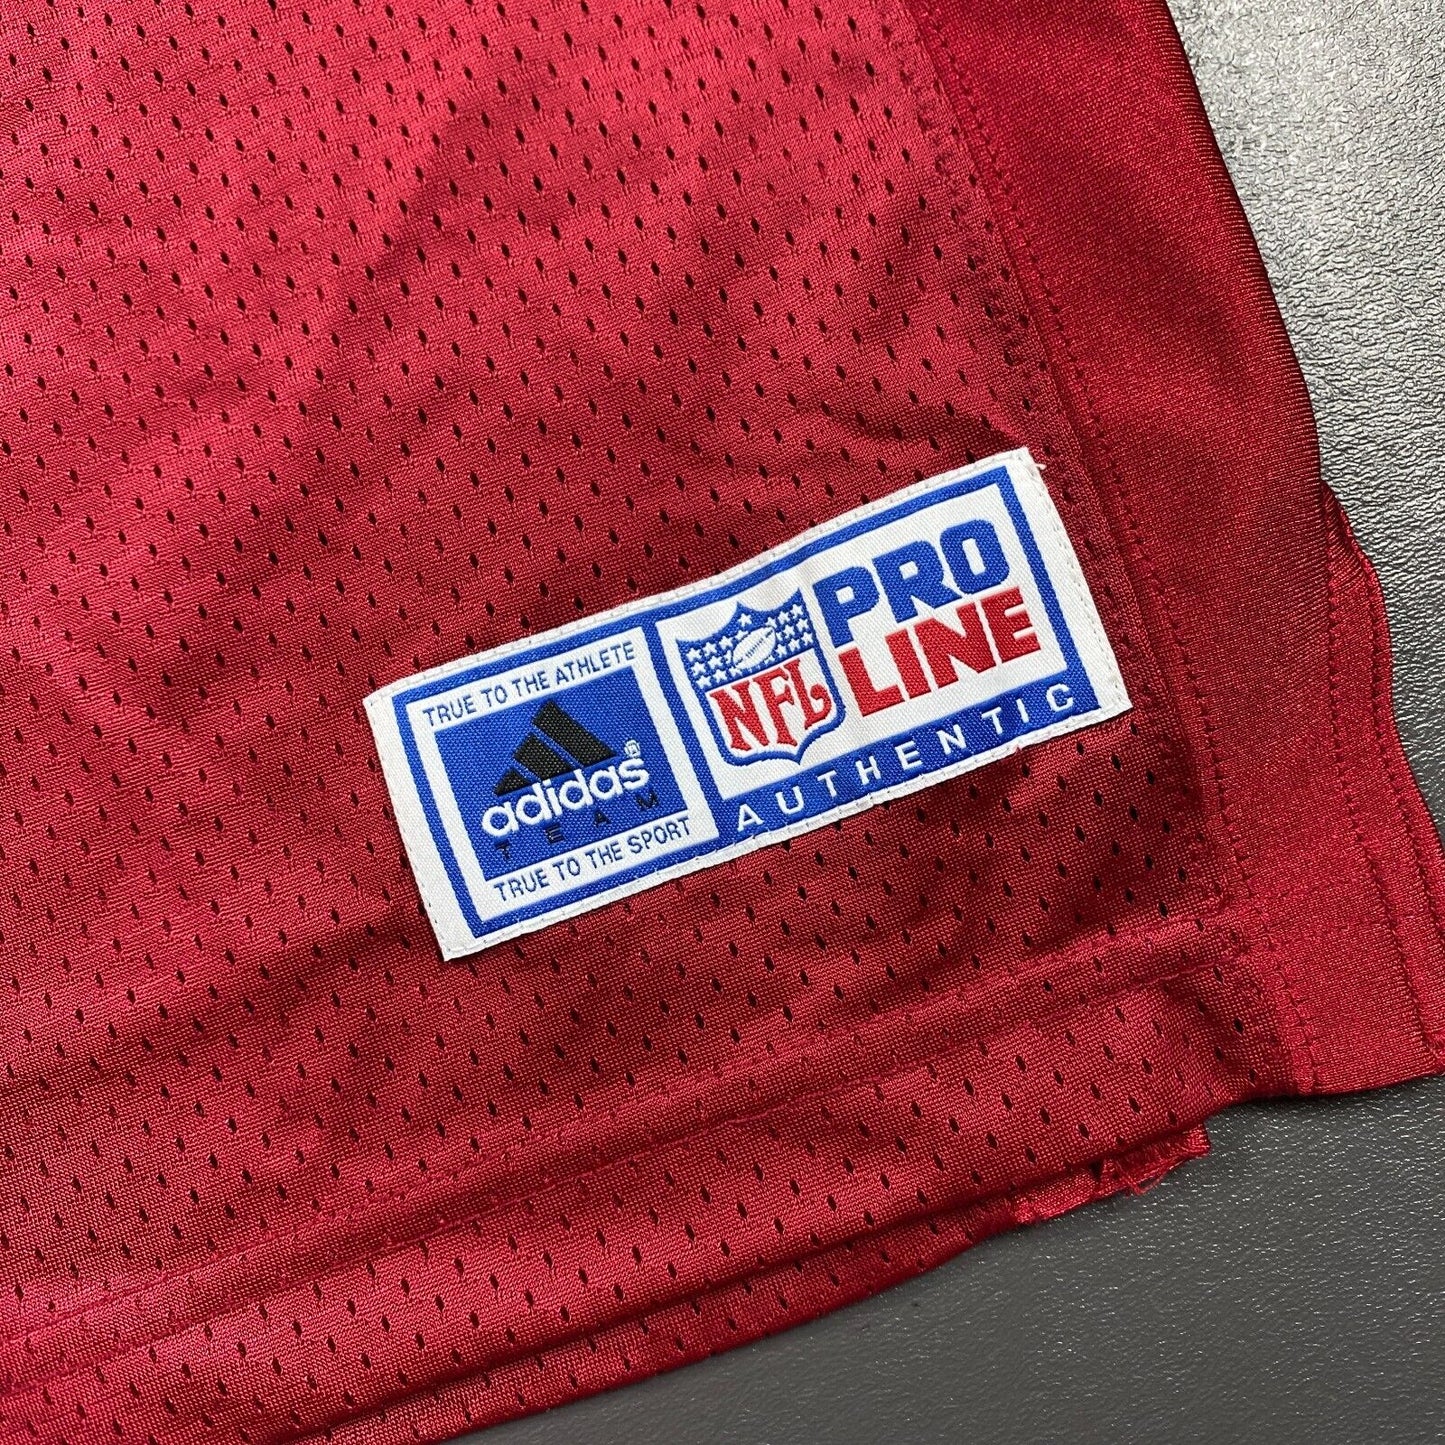 TRUE TO THE ATHLETE
adidas®
TEAM
TRUE TO THE SPORT
NFL
PRO
LINE
AUTHENTIC